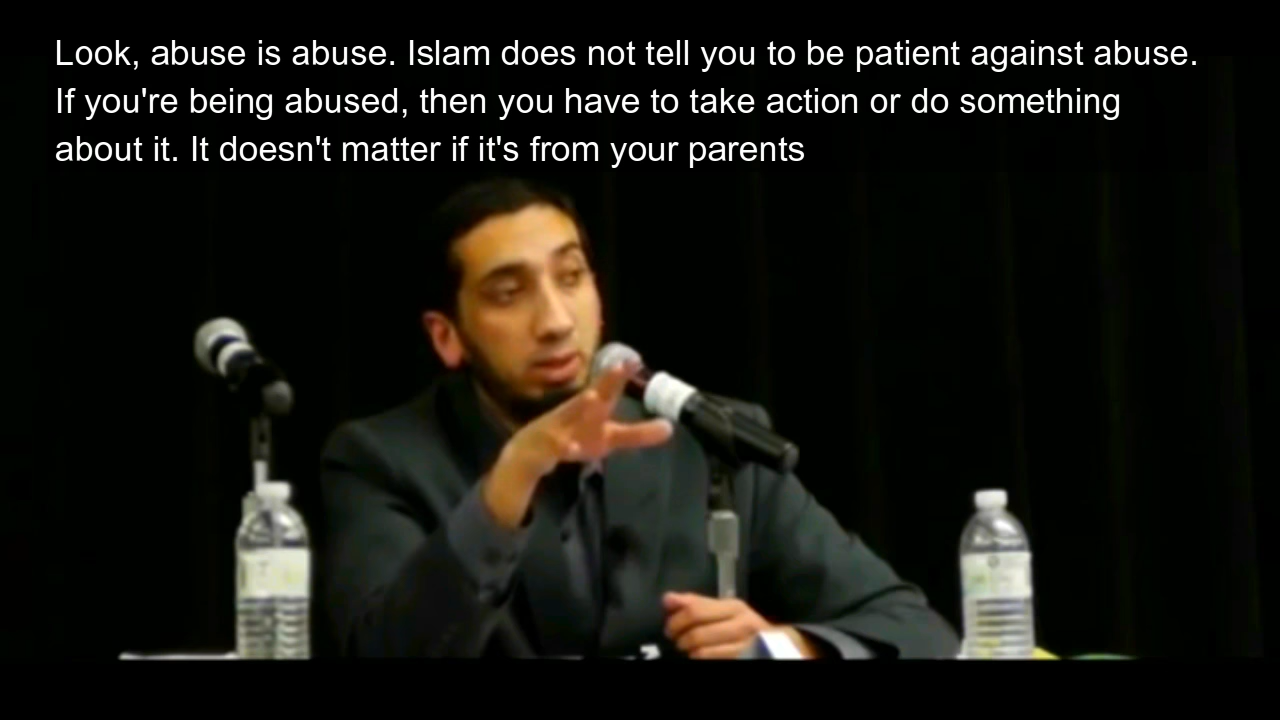 Look, abuse is abuse. Islam does not tell you to be patient against abuse.
If you're being abused, then you have to take action or do something
about it. It doesn't matter if it's from your parents